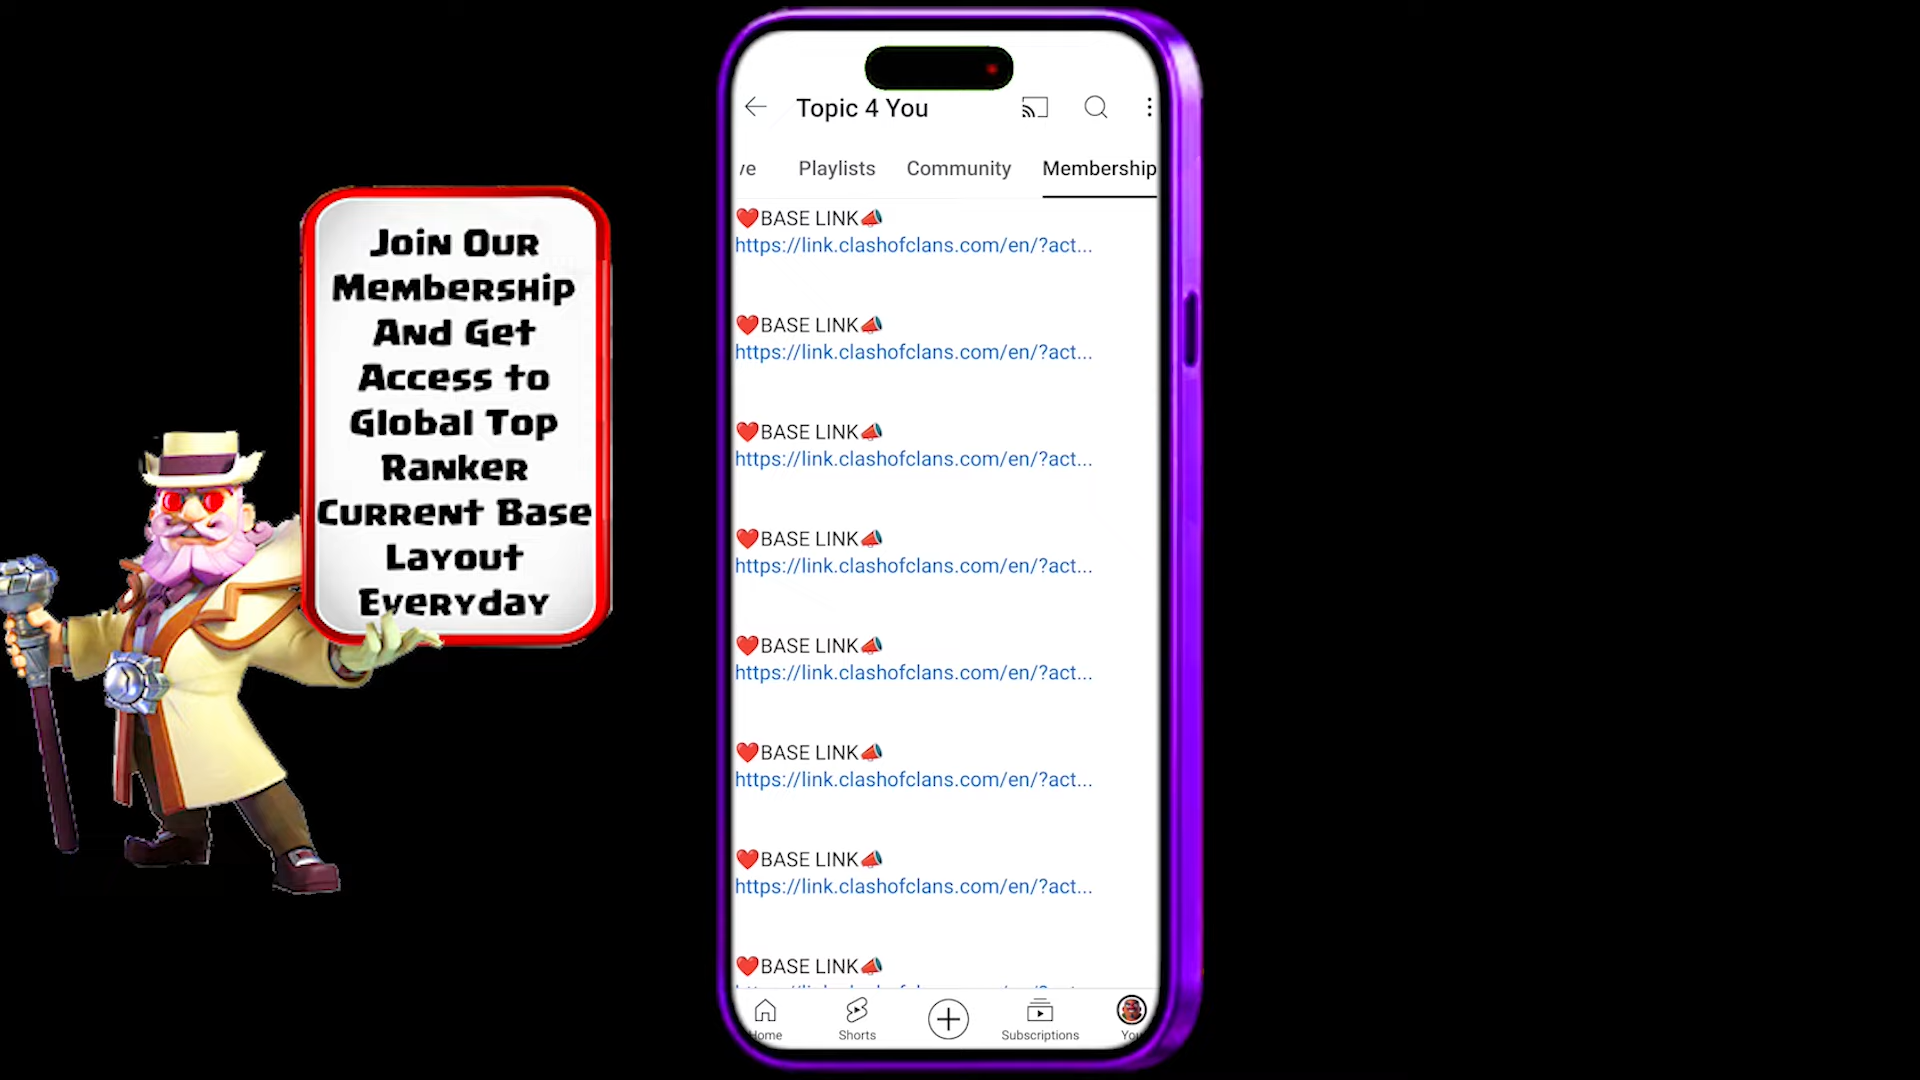 Join Our
Membership
And Get
Access to
Global Top
Ranker
Current Base
Layout
Everyday
Topic 4 You
ve Playlists Community Membership
❤️BASE LINK📣
https://link.clashofclans.com/en/?act...
❤️BASE LINK📣
https://link.clashofclans.com/en/?act...
❤️BASE LINK📣
https://link.clashofclans.com/en/?act...
❤️BASE LINK📣
https://link.clashofclans.com/en/?act...
❤️BASE LINK📣
https://link.clashofclans.com/en/?act...
❤️BASE LINK📣
https://link.clashofclans.com/en/?act...
❤️BASE LINK📣
https://link.clashofclans.com/en/?act...
❤️BASE LINK📣
Home Shorts Subscriptions You